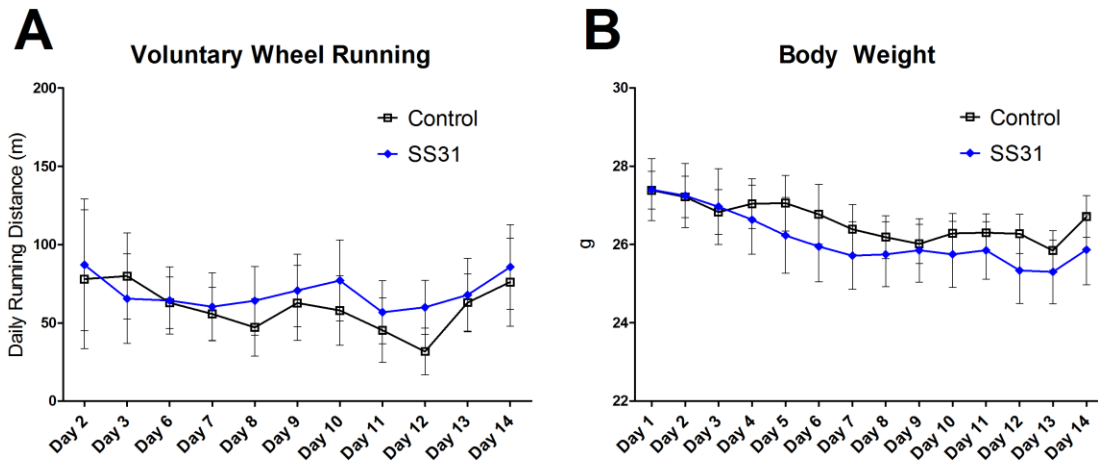 A
Voluntary Wheel Running
Daily Running Distance (m)
200
150
100
50
0
Control
SS31
Day 2
Day 3
Day 6
Day 7
Day 8
Day 9
Day 10
Day 11
Day 12
Day 13
Day 14
B
Body Weight
g
30
28
26
24
22
Control
SS31
Day 1
Day 2
Day 3
Day 4
Day 5
Day 6
Day 7
Day 8
Day 9
Day 10
Day 11
Day 12
Day 13
Day 14